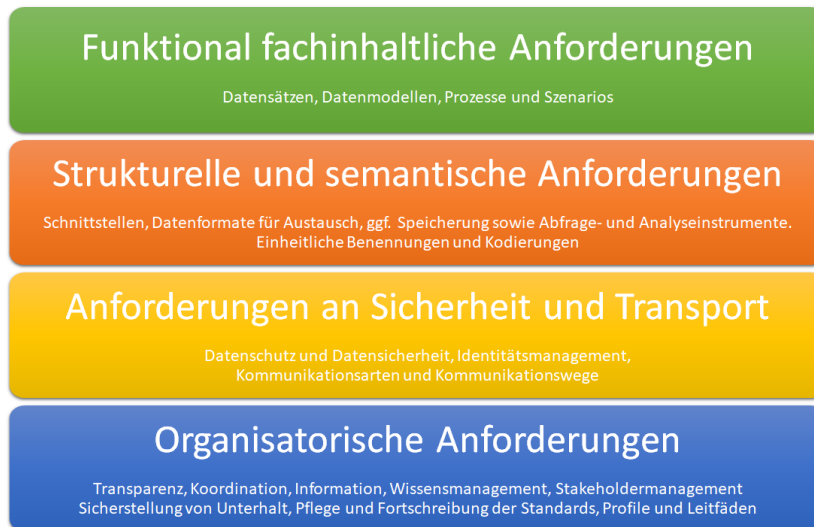 Funktional fachinhaltliche Anforderungen
Datensätzen, Datenmodellen, Prozesse und Szenarios
Strukturelle und semantische Anforderungen
Schnittstellen, Datenformate für Austausch, ggf. Speicherung sowie Abfrage- und Analyseinstrumente.
Einheitliche Benennungen und Kodierungen
Anforderungen an Sicherheit und Transport
Datenschutz und Datensicherheit, Identitätsmanagement,
Kommunikationsarten und Kommunikationswege
Organisatorische Anforderungen
Transparenz, Koordination, Information, Wissensmanagement, Stakeholdermanagement
Sicherstellung von Unterhalt, Pflege und Fortschreibung der Standards, Profile und Leitfäden